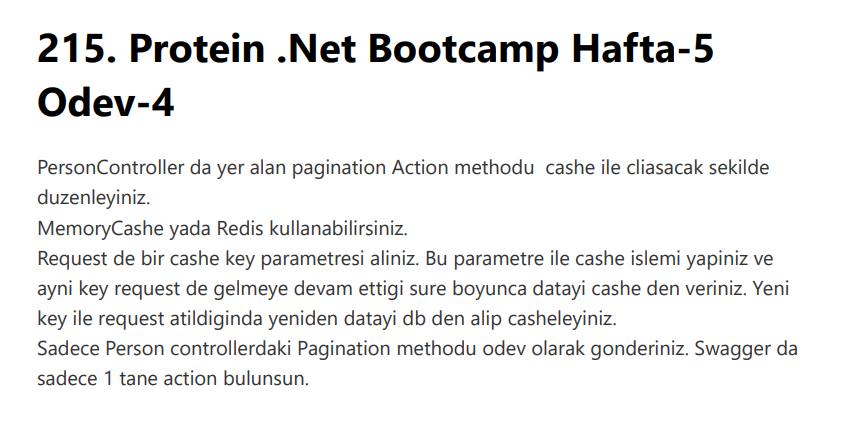 215. Protein .Net Bootcamp Hafta-5
Odev-4
PersonController da yer alan pagination Action methodu  cashe ile cliasacak sekilde
duzenleyiniz.
MemoryCashe yada Redis kullanabilirsiniz.
Request de bir cashe key parametresi aliniz. Bu parametre ile cashe islemi yapiniz ve
ayni key request de gelmeye devam ettigi sure boyunca datayi cashe den veriniz. Yeni
key ile request atildiginda yeniden datayi db den alip casheleyiniz.
Sadece Person controllerdaki Pagination methodu odev olarak gonderiniz. Swagger da
sadece 1 tane action bulunsun.